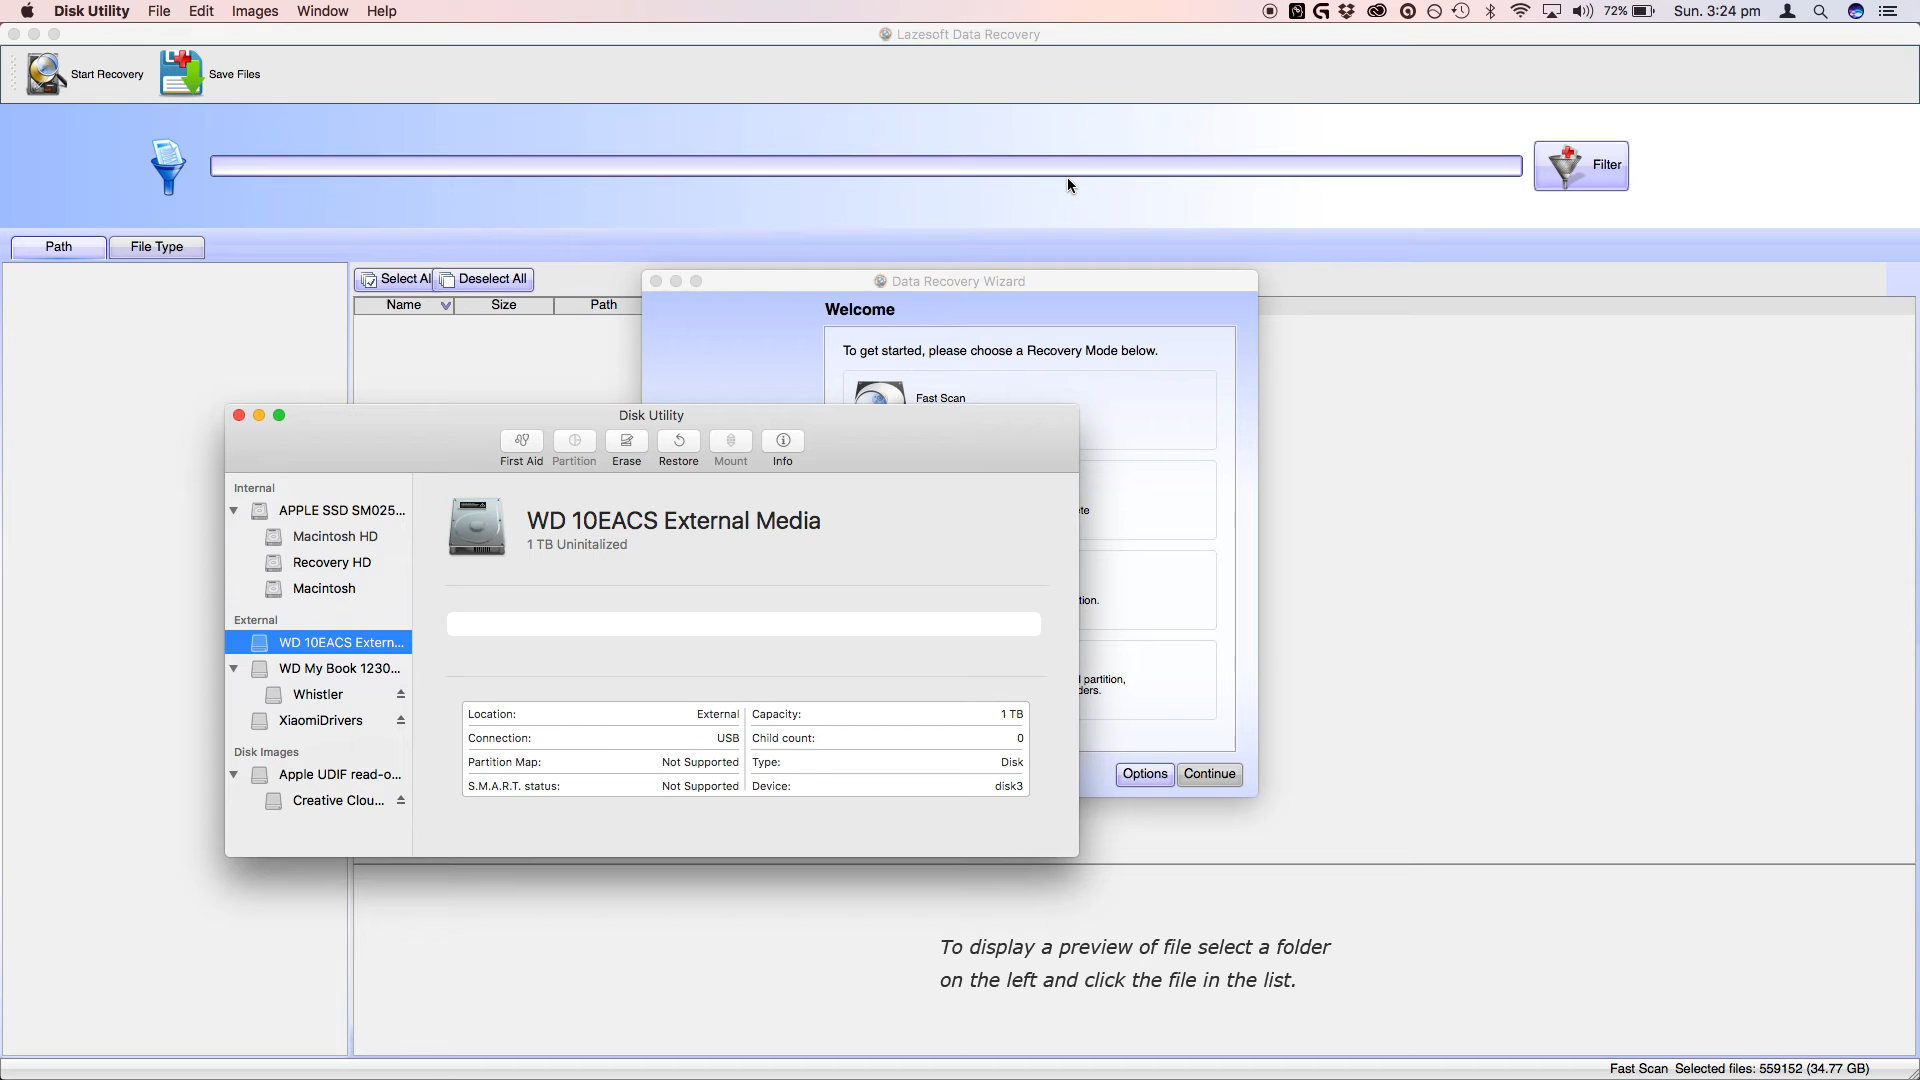 Disk Utility File Edit Images Window Help 72% Sun. 3:24 pm
Lazesoft Data Recovery
Start Recovery Save Files
Filter
Path File Type
Select Al Deselect All
Name Size Path
Data Recovery Wizard
Welcome
To get started, please choose a Recovery Mode below.
Fast Scan
te
tion.
l partition,
ders.
Options Continue
Disk Utility
First Aid Partition Erase Restore Mount Info
Internal
APPLE SSD SM025...
Macintosh HD
Recovery HD
Macintosh
External
WD 10EACS Extern...
WD My Book 1230...
Whistler
XiaomiDrivers
Disk Images
Apple UDIF read-o...
Creative Clou...
WD 10EACS External Media
1 TB Uninitalized
Location: External Capacity: 1 TB
Connection: USB Child count: 0
Partition Map: Not Supported Type: Disk
S.M.A.R.T. status: Not Supported Device: disk3
To display a preview of file select a folder
on the left and click the file in the list.
Fast Scan Selected files: 559152 (34.77 GB)